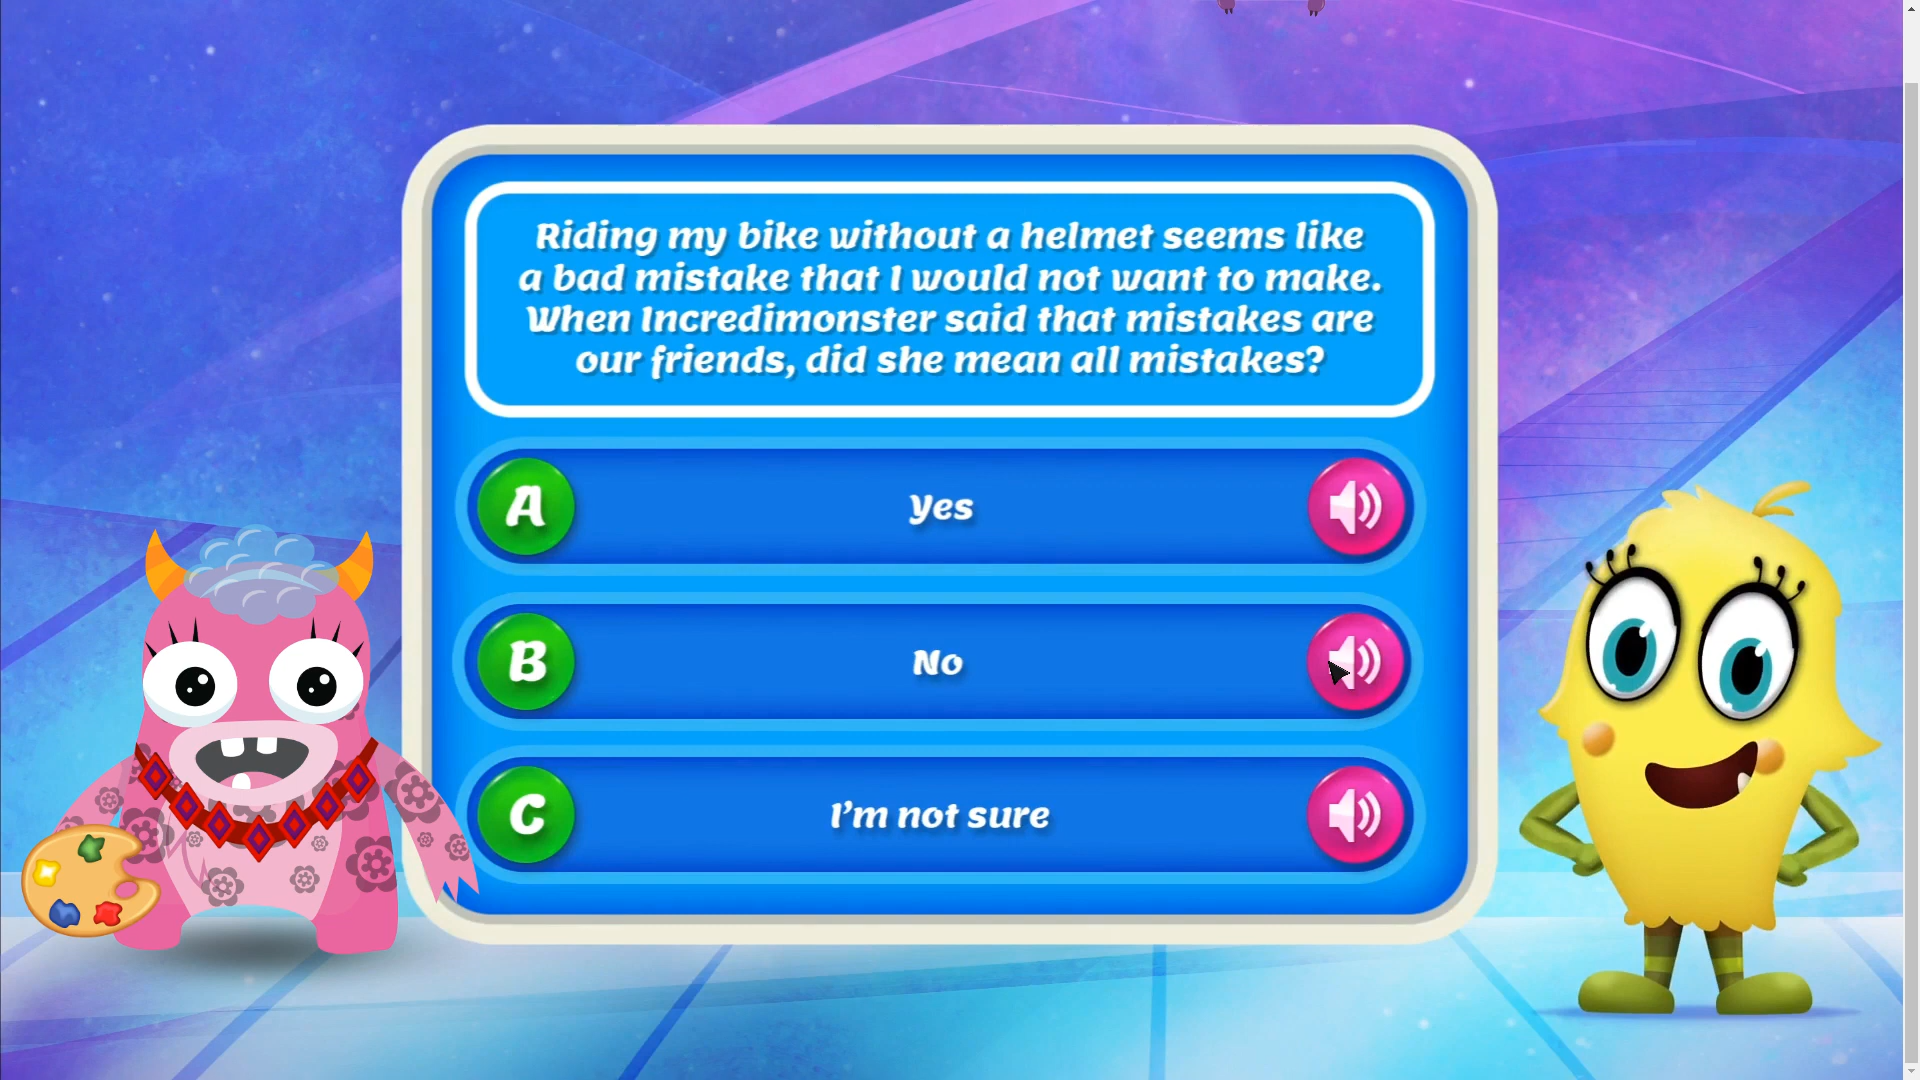 Riding my bike without a helmet seems like
a bad mistake that I would not want to make.
When Incredimonster said that mistakes are
our friends, did she mean all mistakes?
A Yes
B No
C I'm not sure